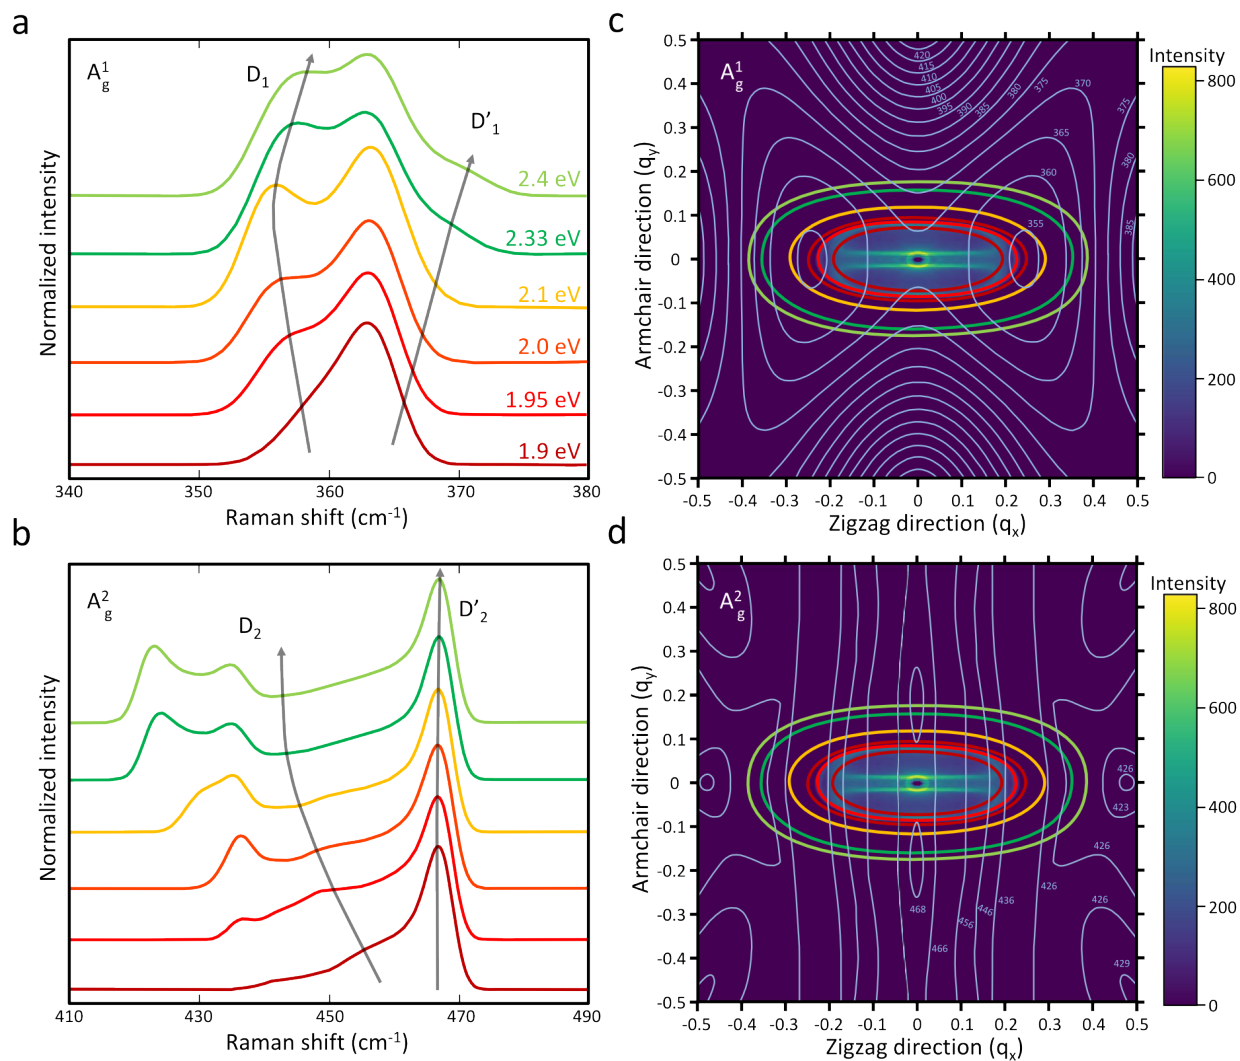 a
A¹g
D₁
D'₁
2.4 eV
2.33 eV
2.1 eV
2.0 eV
1.95 eV
1.9 eV
Normalized intensity
340 350 360 370 380
Raman shift (cm⁻¹)
b
A²g
D₂
D'₂
Normalized intensity
410 430 450 470 490
Raman shift (cm⁻¹)
c
A¹g
0.5
0.4
0.3
0.2
0.1
0
-0.1
-0.2
-0.3
-0.4
-0.5
Armchair direction (qy)
420
415
410
405
400
395
390
385
380
375
370
365
360
355
375
380
385
-0.5 -0.4 -0.3 -0.2 -0.1 0 0.1 0.2 0.3 0.4 0.5
Zigzag direction (qx)
Intensity
800
600
400
200
0
d
A²g
0.5
0.4
0.3
0.2
0.1
0
-0.1
-0.2
-0.3
-0.4
-0.5
Armchair direction (qy)
426
423
426
468
466
456
446
436
426
426
429
-0.5 -0.4 -0.3 -0.2 -0.1 0 0.1 0.2 0.3 0.4 0.5
Zigzag direction (qx)
Intensity
800
600
400
200
0